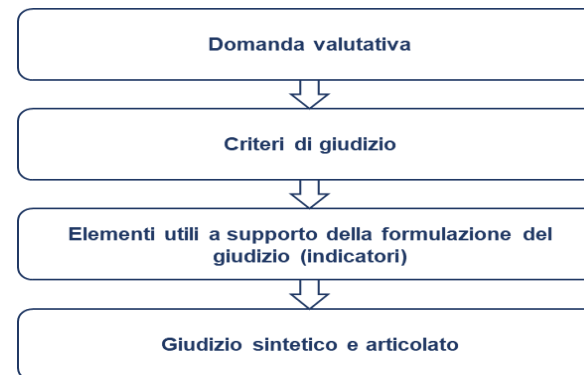 Domanda valutativa
Criteri di giudizio
Elementi utili a supporto della formulazione del
giudizio (indicatori)
Giudizio sintetico e articolato